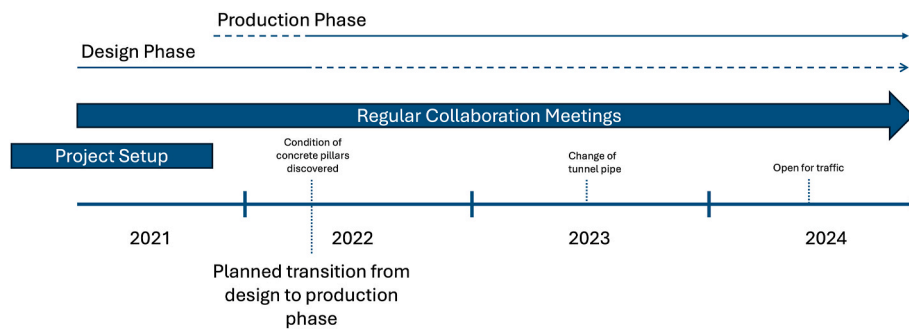 Production Phase
Design Phase
Regular Collaboration Meetings
Project Setup
Condition of
concrete pillars
discovered
Change of
tunnel pipe
Open for traffic
2021
2022
2023
2024
Planned transition from
design to production
phase